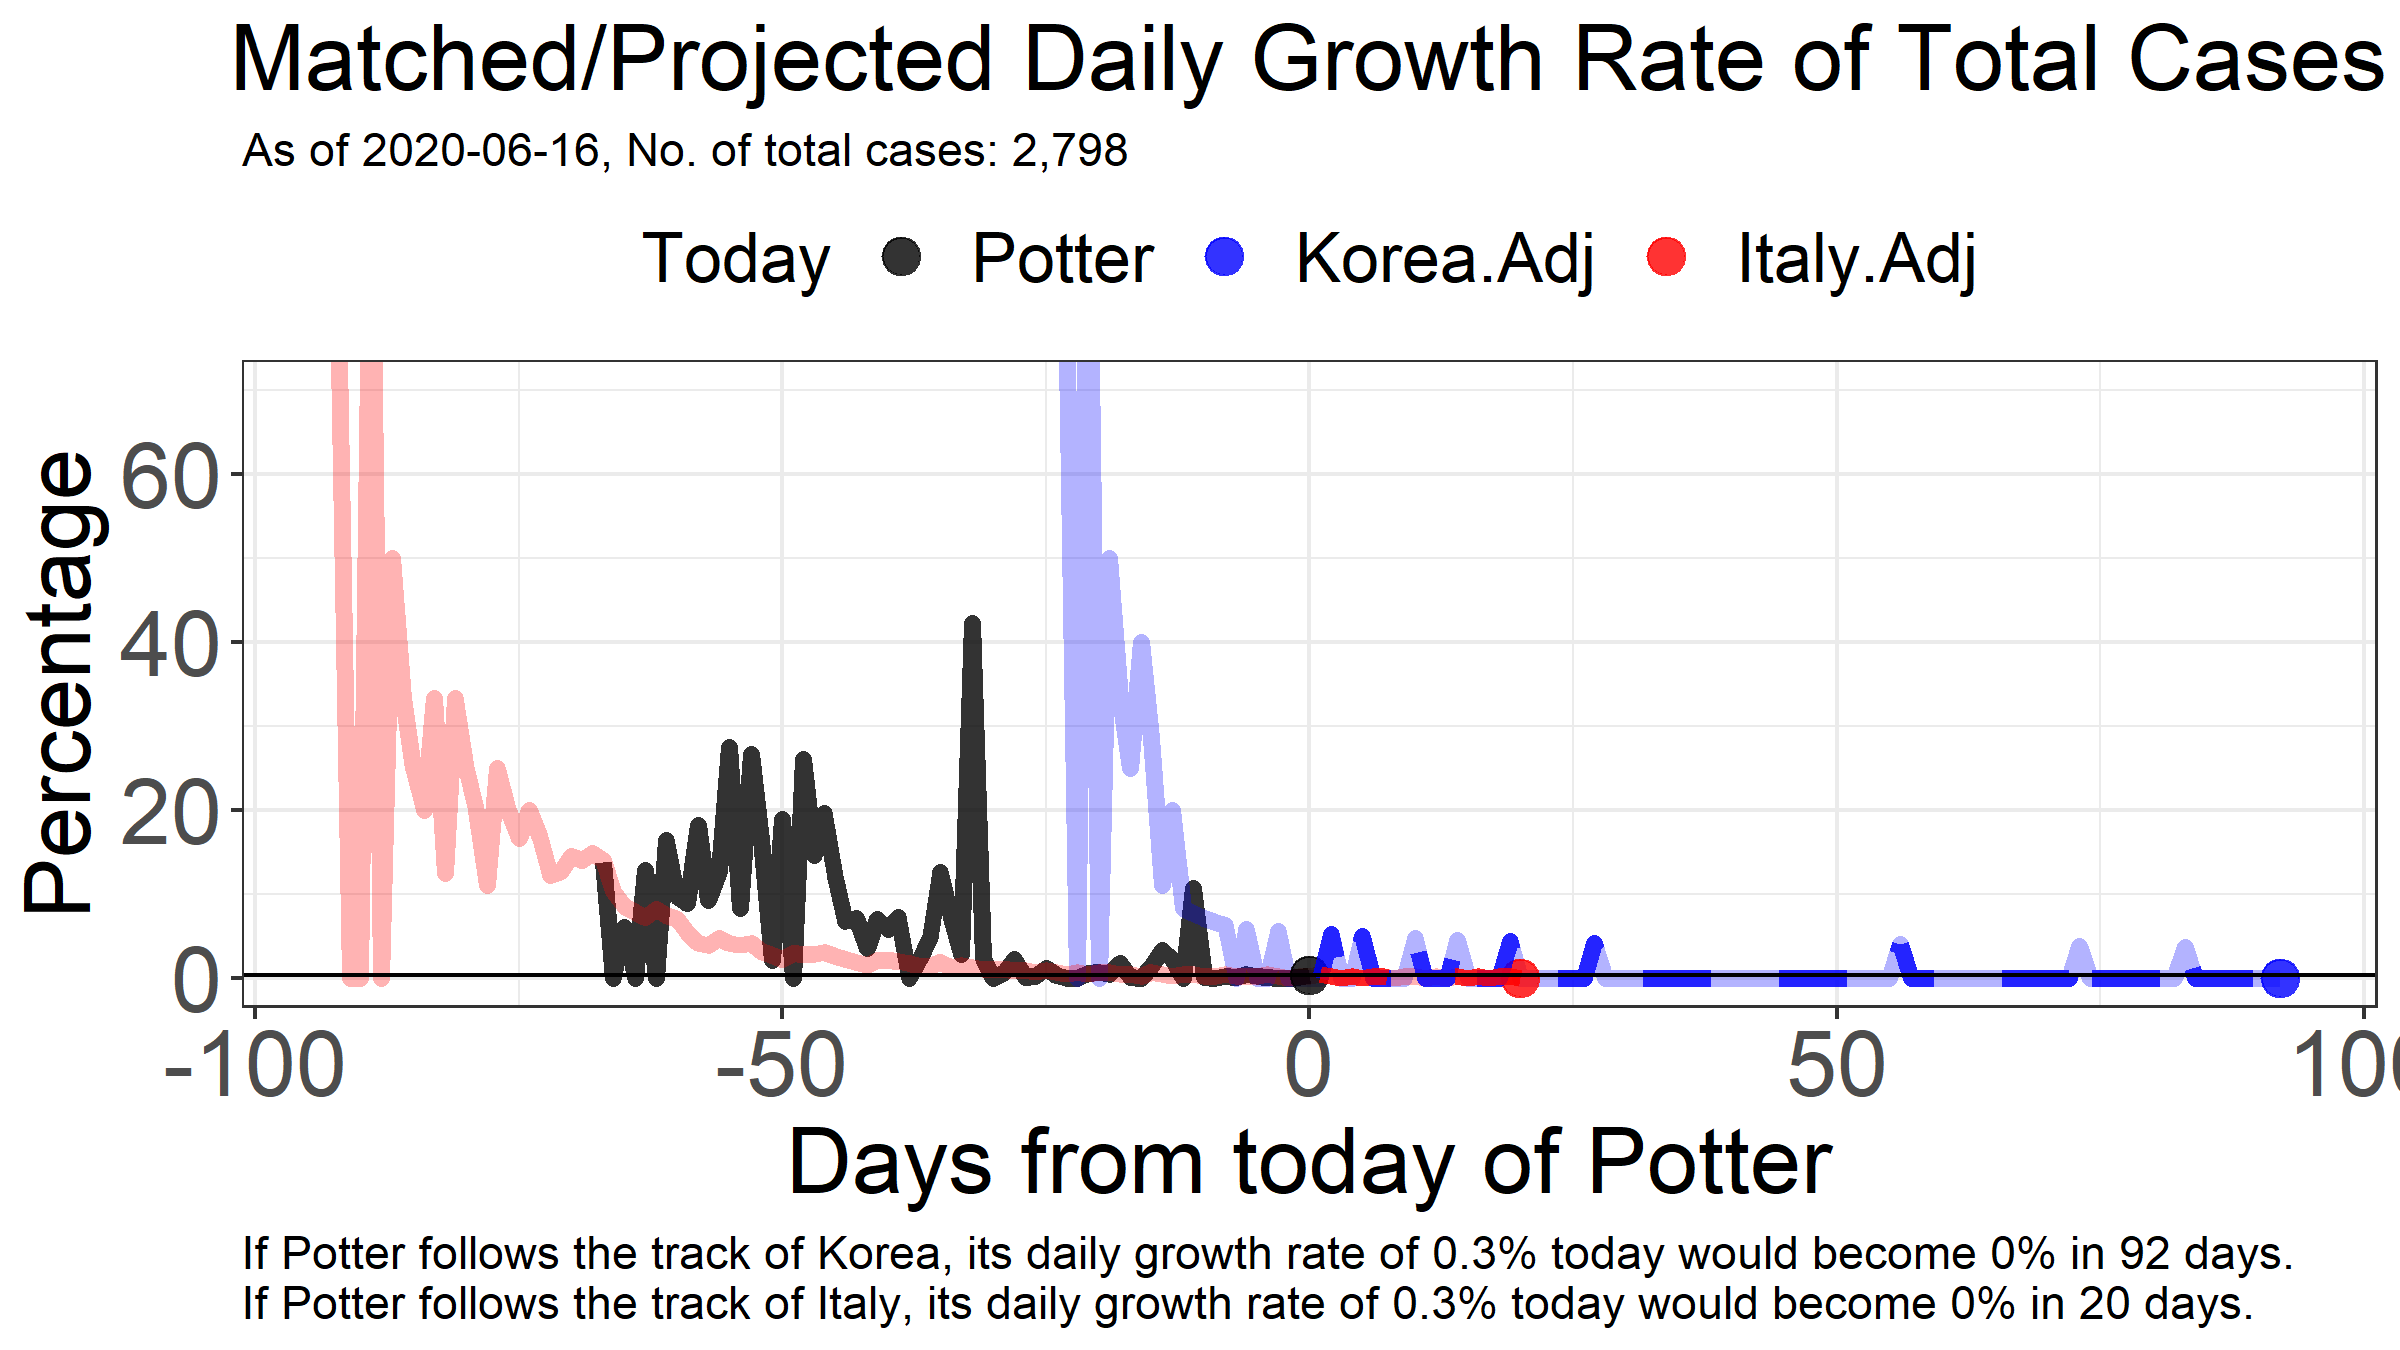 Matched/Projected Daily Growth Rate of Total Cases
As of 2020-06-16, No. of total cases: 2,798
Today Potter Korea.Adj Italy.Adj
Percentage
60
40
20
0
-100 -50 0 50 100
Days from today of Potter
If Potter follows the track of Korea, its daily growth rate of 0.3% today would become 0% in 92 days.
If Potter follows the track of Italy, its daily growth rate of 0.3% today would become 0% in 20 days.